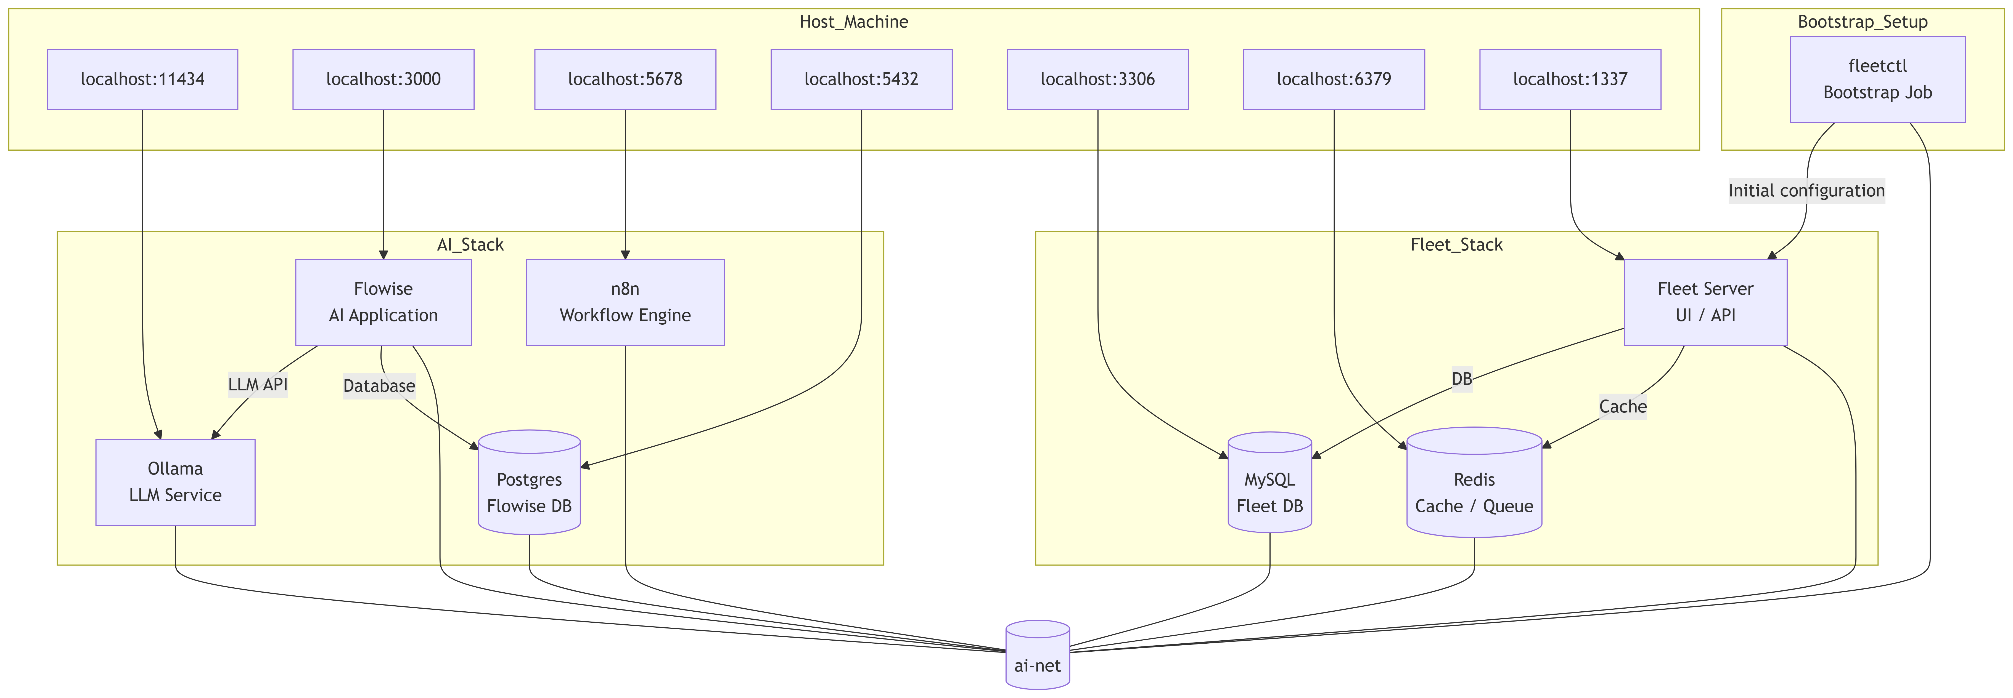 Host_Machine
Bootstrap_Setup
localhost:11434
localhost:3000
localhost:5678
localhost:5432
localhost:3306
localhost:6379
localhost:1337
fleetctl
Bootstrap Job
Initial configuration
AI_Stack
Fleet_Stack
Flowise
AI Application
n8n
Workflow Engine
Fleet Server
UI / API
LLM API
Database
DB
Cache
Ollama
LLM Service
Postgres
Flowise DB
MySQL
Fleet DB
Redis
Cache / Queue
ai-net